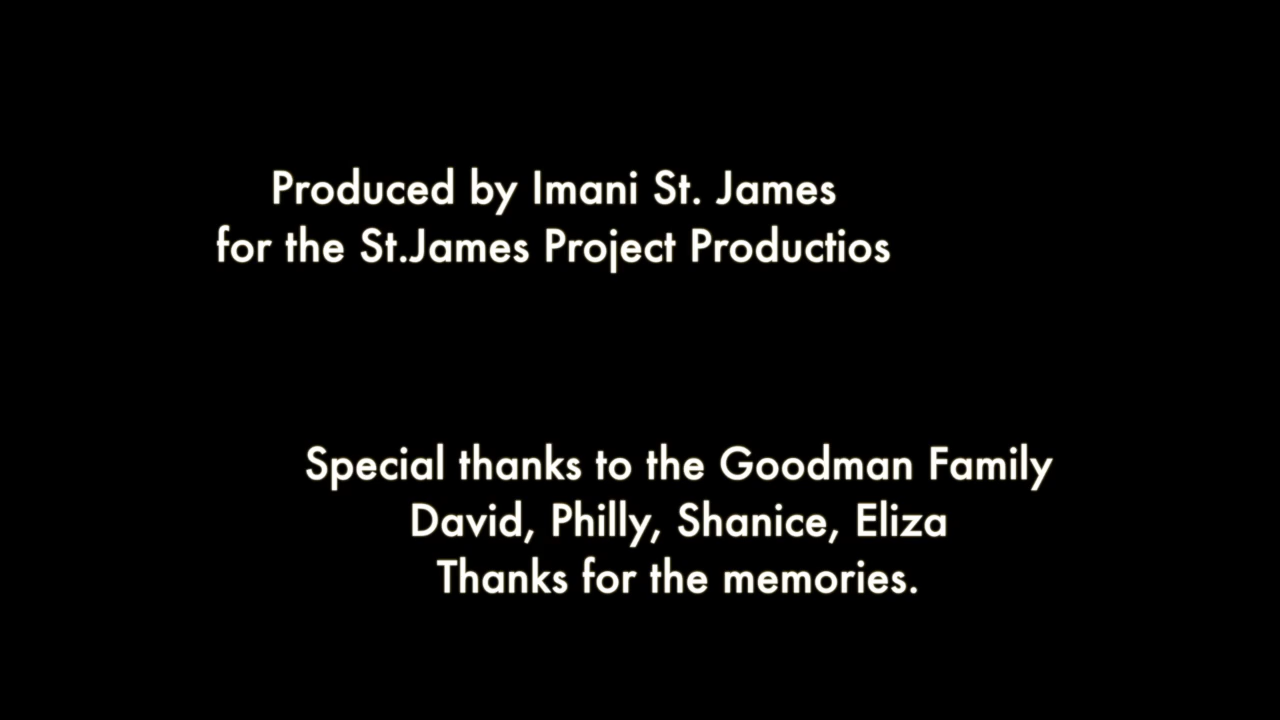 Produced by Imani St. James
for the St.James Project Productios
Special thanks to the Goodman Family
David, Philly, Shanice, Eliza
Thanks for the memories.